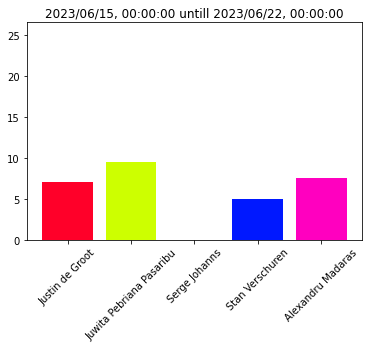 2023/06/15, 00:00:00 untill 2023/06/22, 00:00:00
25
20
15
10
5
0
Justin de Groot
Juwita Pebriana Pasaribu
Serge Johanns
Stan Verschuren
Alexandru Madaras